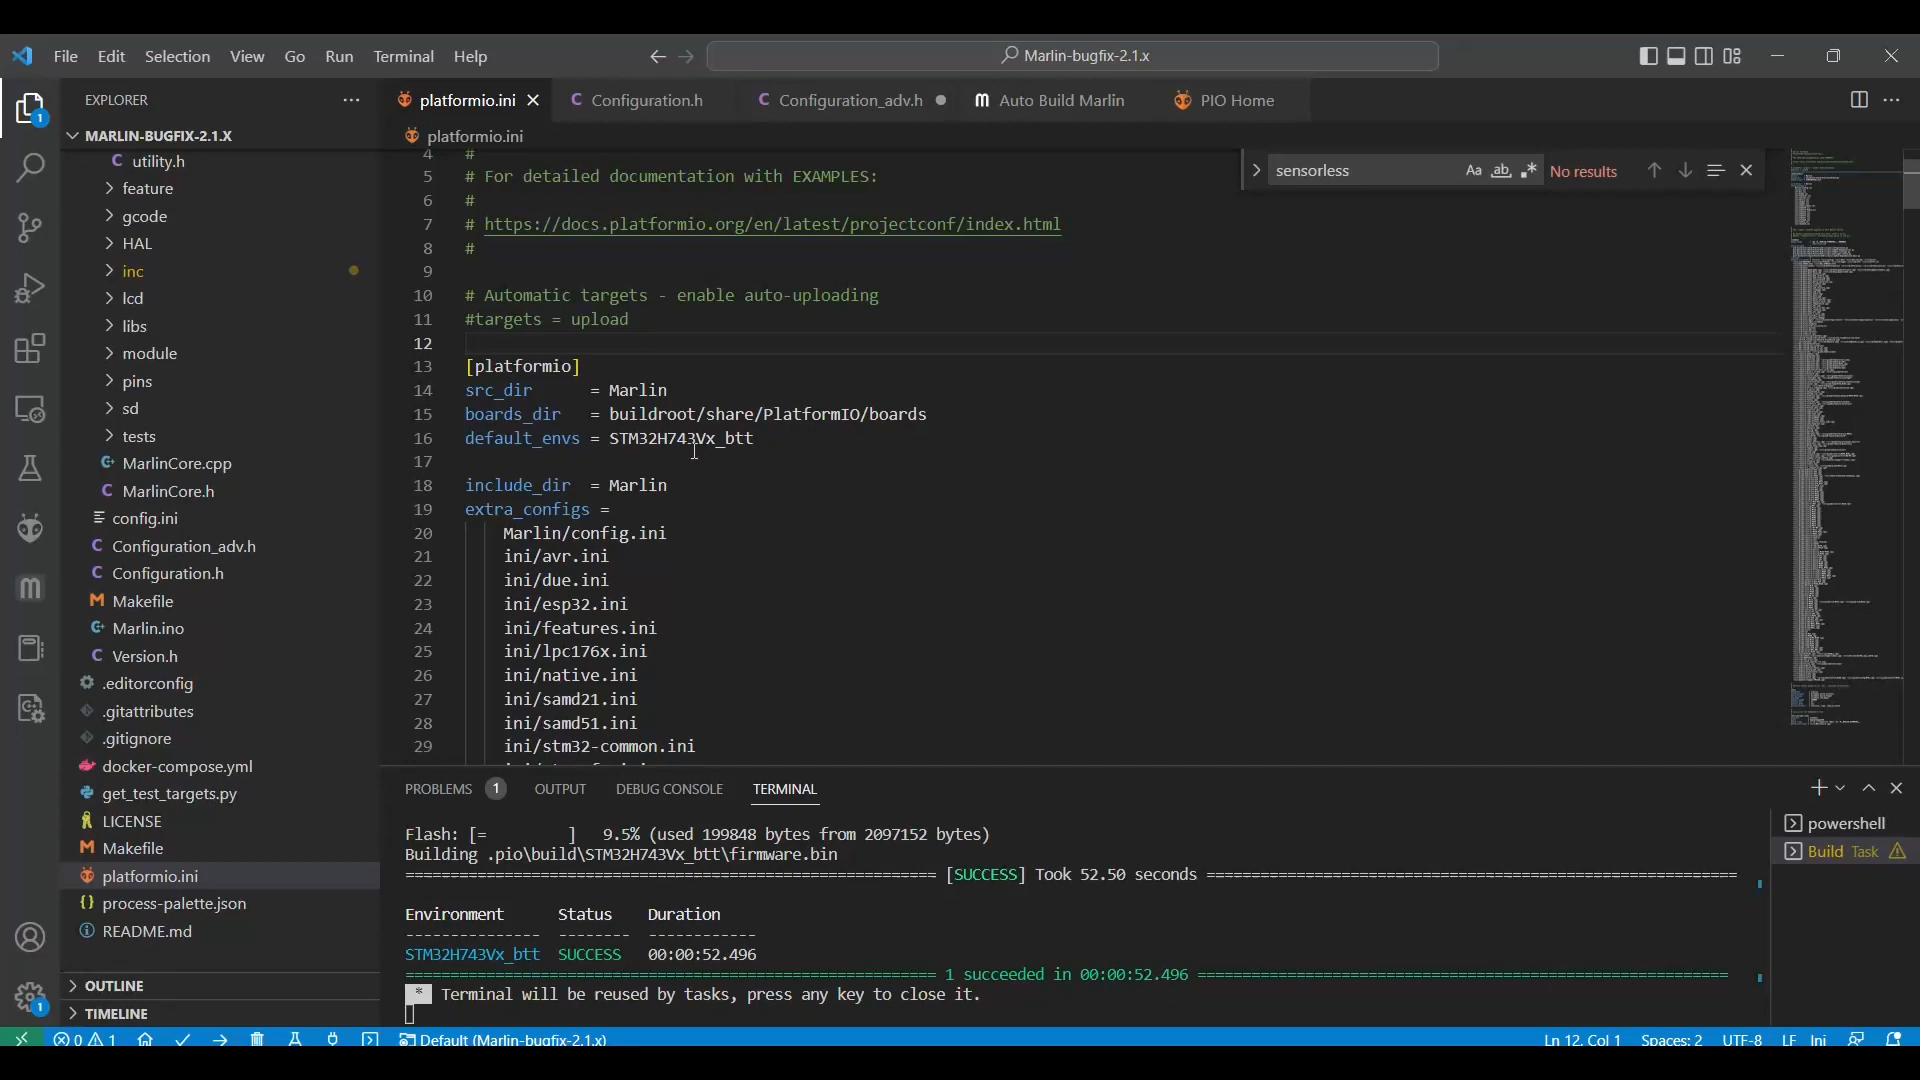 File Edit Selection View Go Run Terminal Help
Marlin-bugfix-2.1.x
EXPLORER
platformio.ini
Configuration.h
Configuration_adv.h
Auto Build Marlin
PIO Home
MARLIN-BUGFIX-2.1.X
utility.h
feature
gcode
HAL
inc
lcd
libs
module
pins
sd
tests
MarlinCore.cpp
MarlinCore.h
config.ini
Configuration_adv.h
Configuration.h
Makefile
Marlin.ino
Version.h
.editorconfig
.gitattributes
.gitignore
docker-compose.yml
get_test_targets.py
LICENSE
Makefile
platformio.ini
process-palette.json
README.md
OUTLINE
TIMELINE
platformio.ini
sensorless
Aa ab .*
No results
4 #
5 # For detailed documentation with EXAMPLES:
6 #
7 # https://docs.platformio.org/en/latest/projectconf/index.html
8 #
9
10 # Automatic targets - enable auto-uploading
11 #targets = upload
12
13 [platformio]
14 src_dir      = Marlin
15 boards_dir   = buildroot/share/PlatformIO/boards
16 default_envs = STM32H743Vx_btt
17
18 include_dir  = Marlin
19 extra_configs =
20 Marlin/config.ini
21 ini/avr.ini
22 ini/due.ini
23 ini/esp32.ini
24 ini/features.ini
25 ini/lpc176x.ini
26 ini/native.ini
27 ini/samd21.ini
28 ini/samd51.ini
29 ini/stm32-common.ini
PROBLEMS 1 OUTPUT DEBUG CONSOLE TERMINAL
Flash: [=         ]   9.5% (used 199848 bytes from 2097152 bytes)
Building .pio\build\STM32H743Vx_btt\firmware.bin
======================================================= [SUCCESS] Took 52.50 seconds =======================================================
Environment      Status    Duration
---------------  --------  ------------
STM32H743Vx_btt  SUCCESS   00:00:52.496
======================================================= 1 succeeded in 00:00:52.496 =======================================================
* Terminal will be reused by tasks, press any key to close it.
powershell
Build Task
1
1
0 1
Default (Marlin-bugfix-2.1.x)
Ln 12, Col 1
Spaces: 2
UTF-8
LF
Ini